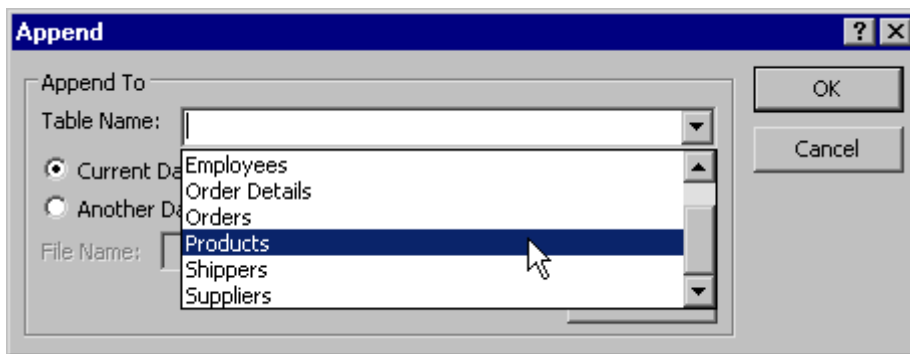 Append
Append To
OK
Table Name:
Cancel
Current Da
Employees
Order Details
Another Da
Orders
File Name:
Products
Shippers
Suppliers